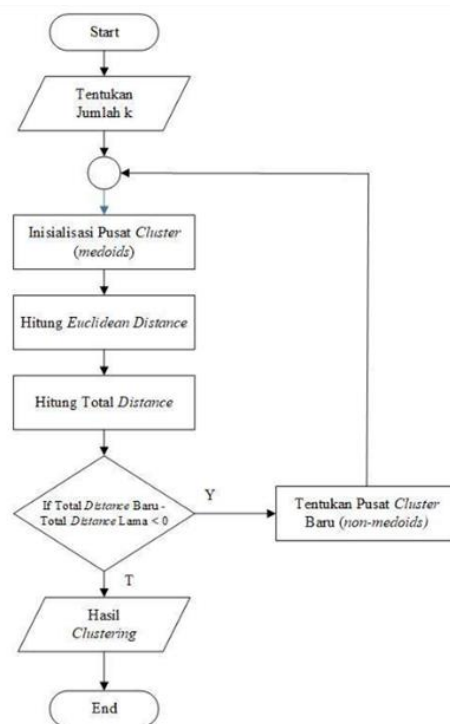 Start
Tentukan
Jumlah k
Inisialisasi Pusat Cluster
(medoids)
Hitung Euclidean Distance
Hitung Total Distance
If Total Distance Baru -
Total Distance Lama < 0
Y
Tentukan Pusat Cluster
Baru (non-medoids)
T
Hasil
Clustering
End